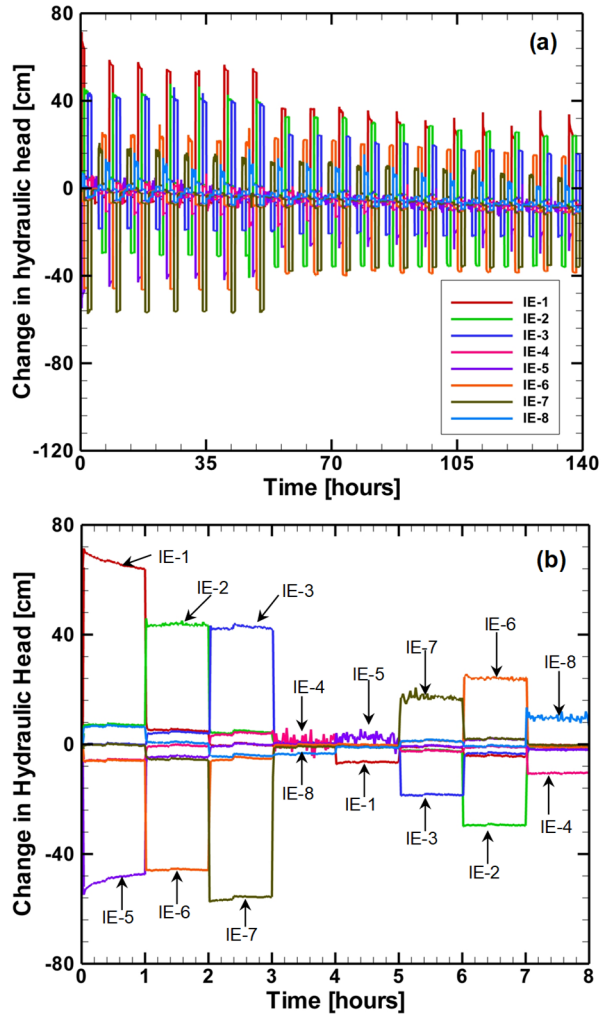 80
(a)
40
0
-40
-80
-120
Change in hydraulic head [cm]
IE-1
IE-2
IE-3
IE-4
IE-5
IE-6
IE-7
IE-8
0 35 70 105 140
Time [hours]
80
(b)
40
0
-40
-80
Change in Hydraulic Head [cm]
IE-1
IE-2
IE-3
IE-4
IE-5
IE-7
IE-6
IE-8
IE-8
IE-1
IE-3
IE-2
IE-4
IE-5
IE-6
IE-7
0 1 2 3 4 5 6 7 8
Time [hours]